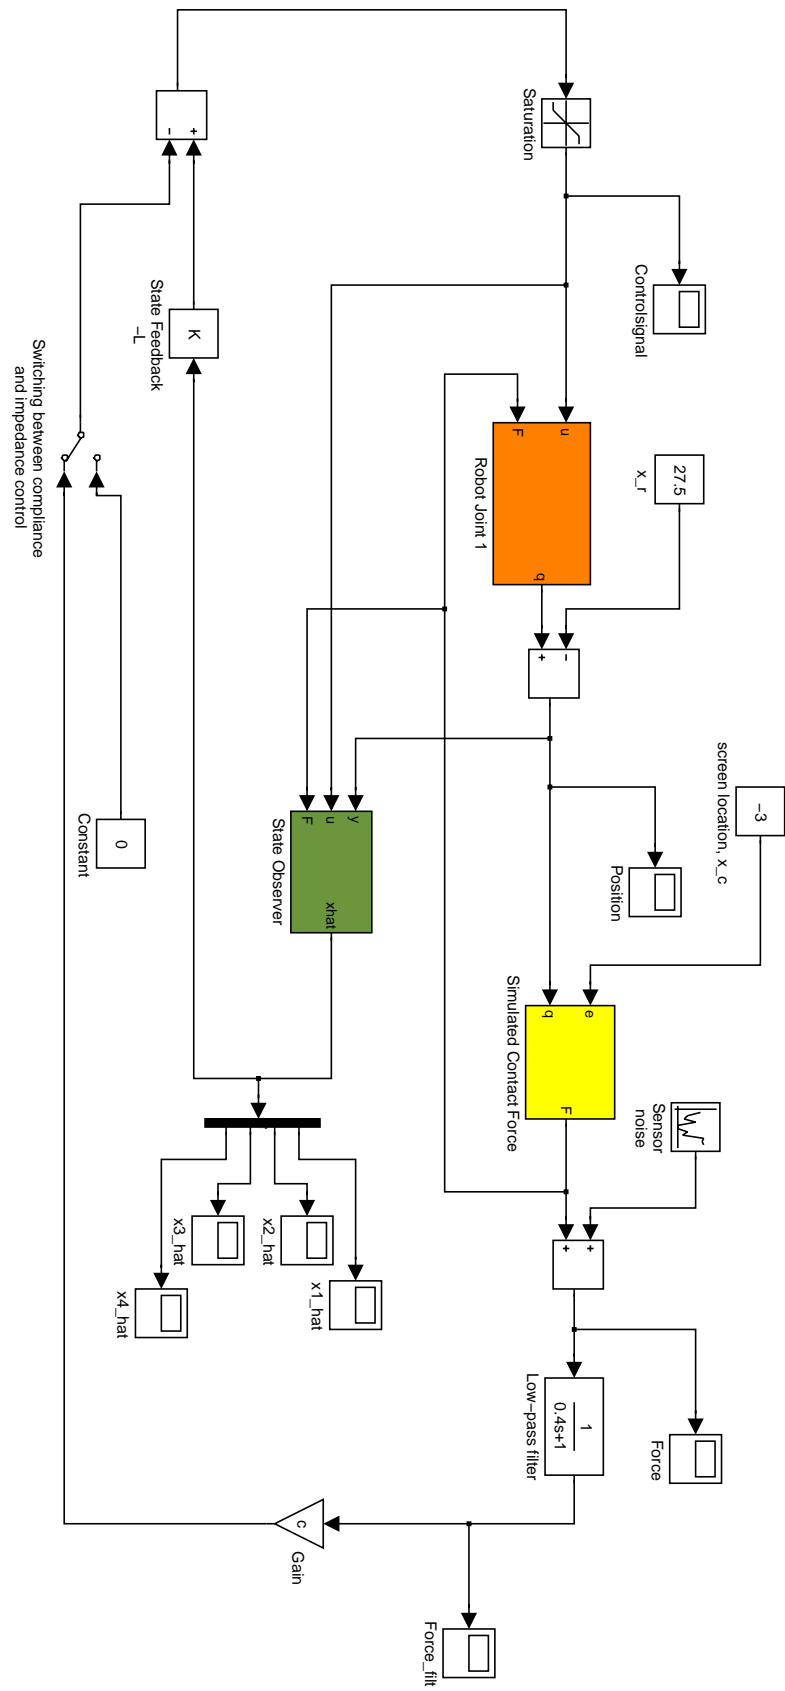 Saturation
Controlsignal
−
+
K
State Feedback
−L
Switching between compliance
and impedance control
u
F
q
Robot Joint 1
27.5
x_r
−
+
0
Constant
y
u
F
xhat
State Observer
−3
screen location, x_c
Position
e
q
F
Simulated Contact Force
Sensor
noise
+
+
x1_hat
x2_hat
x3_hat
x4_hat
1
0.4s+1
Low−pass filter
Force
c
Gain
Force_filt